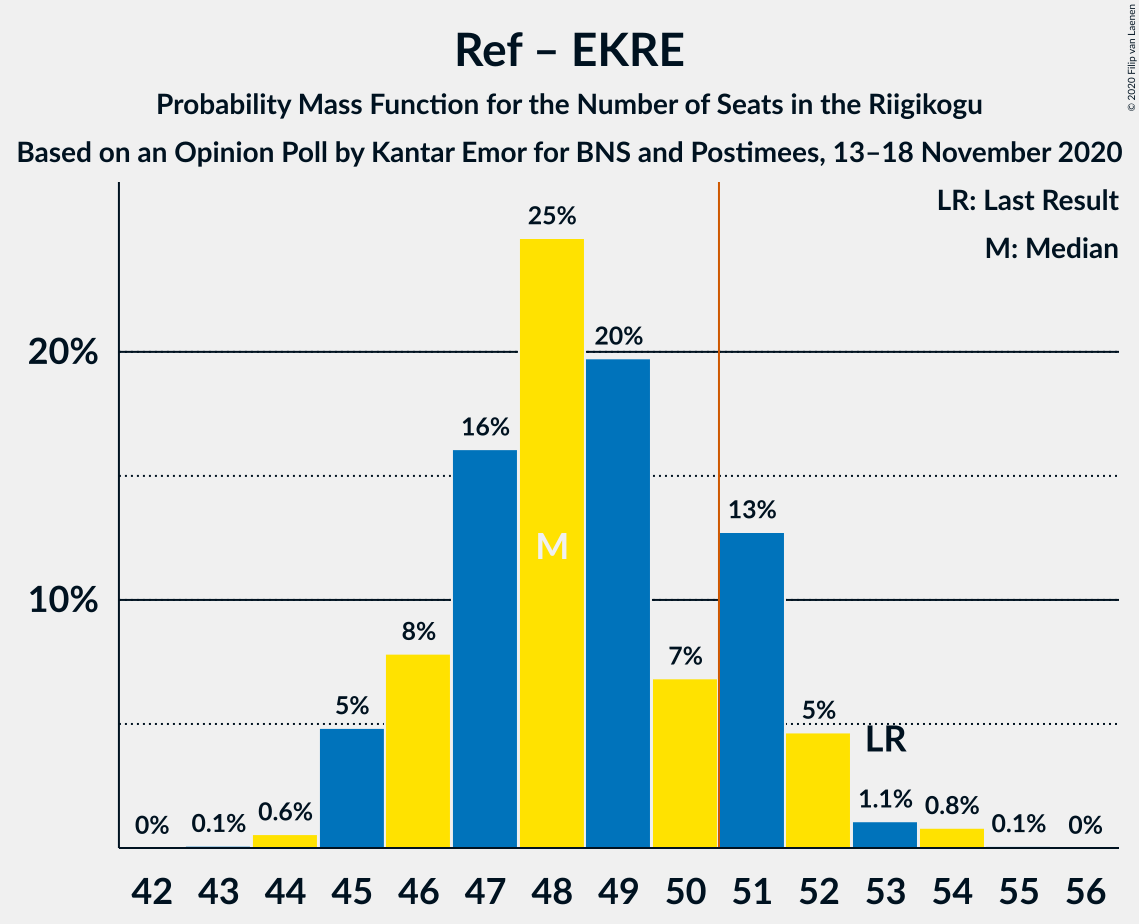 Ref – EKRE
Probability Mass Function for the Number of Seats in the Riigikogu
Based on an Opinion Poll by Kantar Emor for BNS and Postimees, 13–18 November 2020
© 2020 Filip van Laenen
LR: Last Result
M: Median
25%
20%
20%
16%
M
13%
10%
8%
7%
5%
5%
LR
0%
0.1%
0.6%
1.1%
0.8%
0.1%
0%
42 43 44 45 46 47 48 49 50 51 52 53 54 55 56